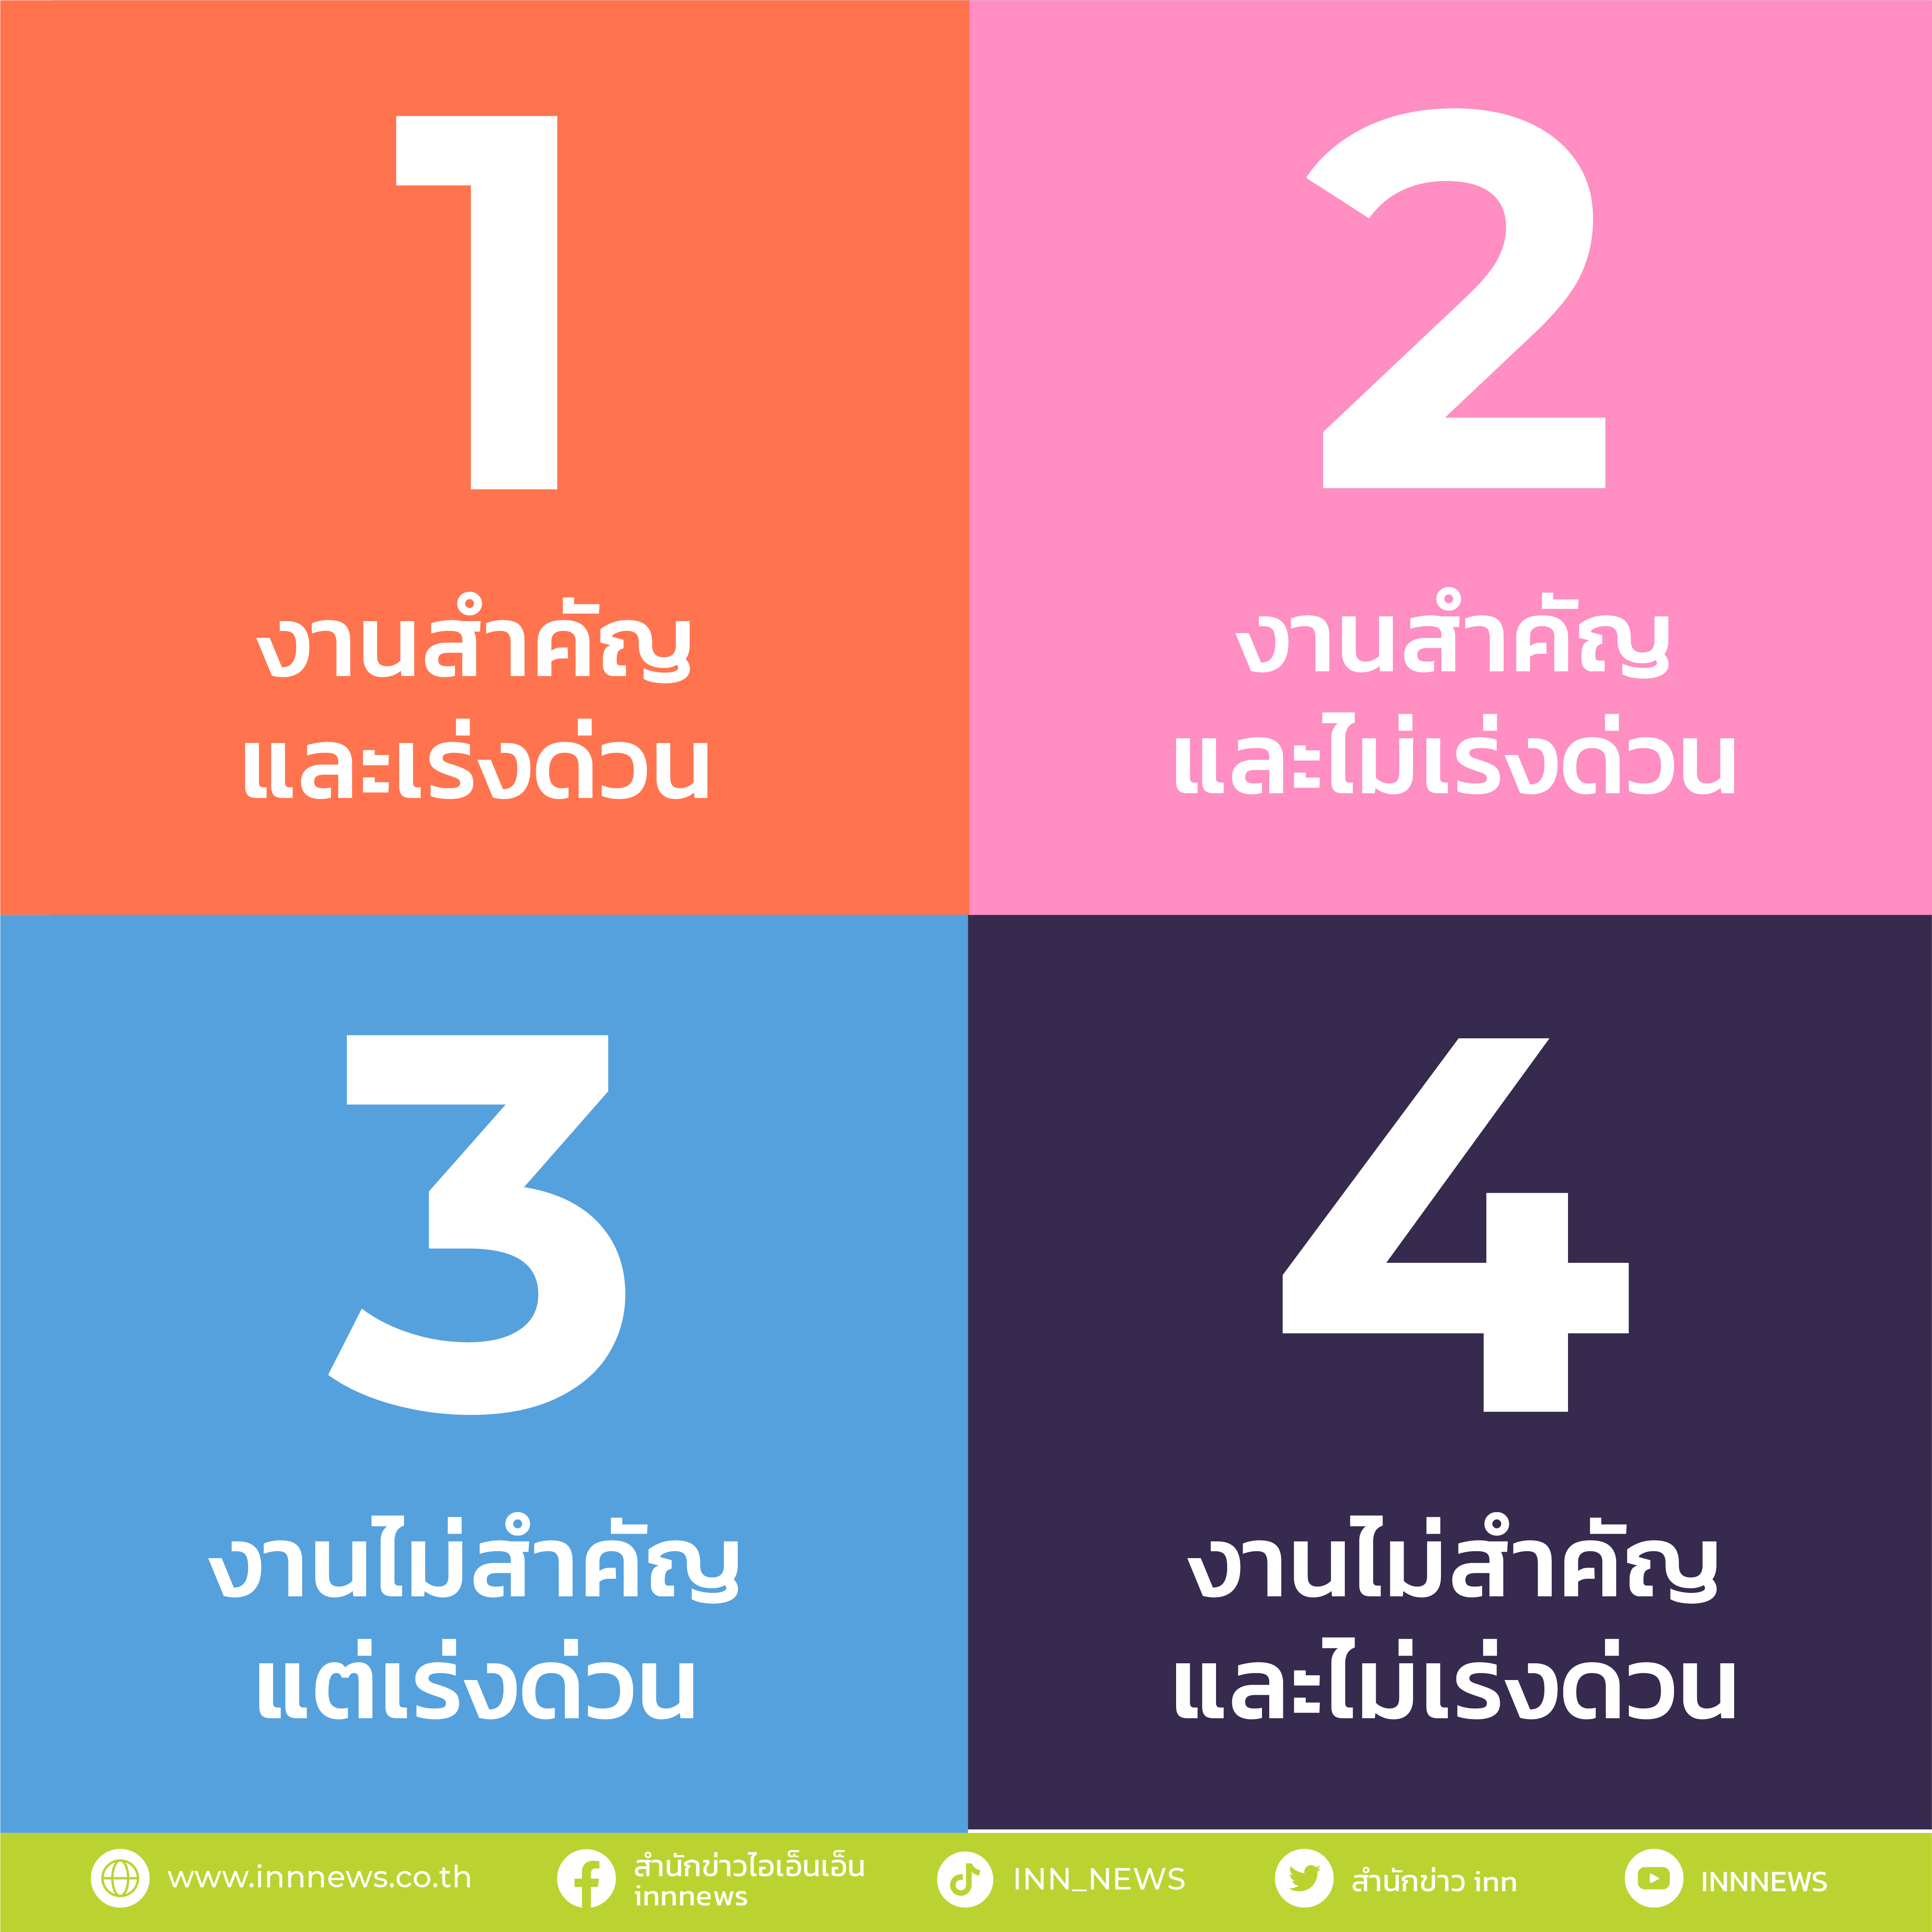 1
งานสำคัญ
และเร่งด่วน
2
งานสำคัญ
และไม่เร่งด่วน
3
งานไม่สำคัญ
แต่เร่งด่วน
4
งานไม่สำคัญ
และไม่เร่งด่วน
www.innnews.co.th
สำนักข่าวไอเอ็นเอ็น
innnews
INN_NEWS
สำนักข่าว inn
INNNEWS